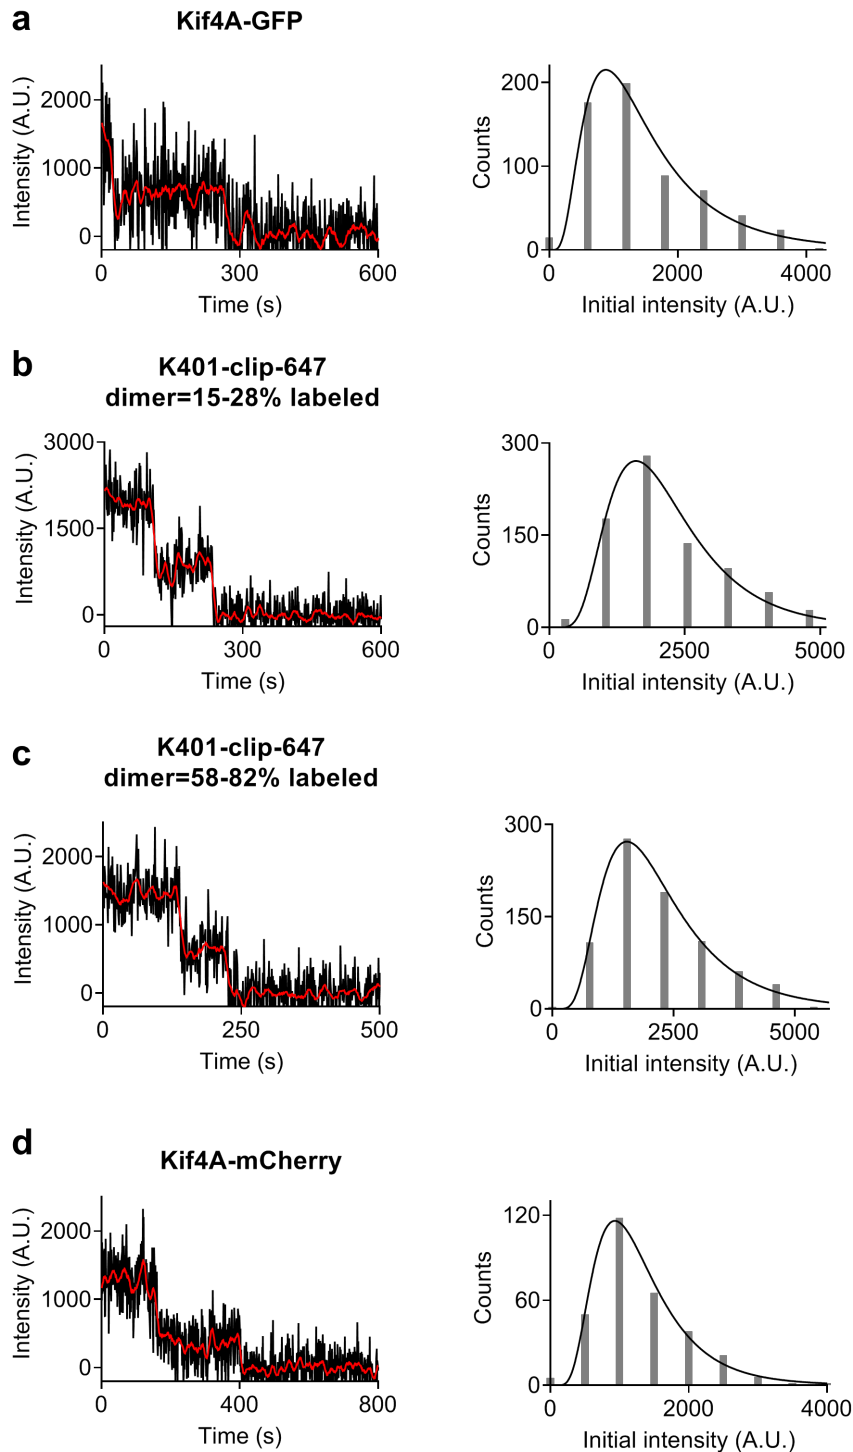 a
Kif4A-GFP
Intensity (A.U.)
2000
1000
0
0 300 600
Time (s)
Counts
200
100
0
0 2000 4000
Initial intensity (A.U.)
b
K401-clip-647
dimer=15-28% labeled
Intensity (A.U.)
3000
1500
0
0 300 600
Time (s)
Counts
300
150
0
0 2500 5000
Initial intensity (A.U.)
c
K401-clip-647
dimer=58-82% labeled
Intensity (A.U.)
2000
1000
0
0 250 500
Time (s)
Counts
300
150
0
0 2500 5000
Initial intensity (A.U.)
d
Kif4A-mCherry
Intensity (A.U.)
2000
1000
0
0 400 800
Time (s)
Counts
120
60
0
0 2000 4000
Initial intensity (A.U.)